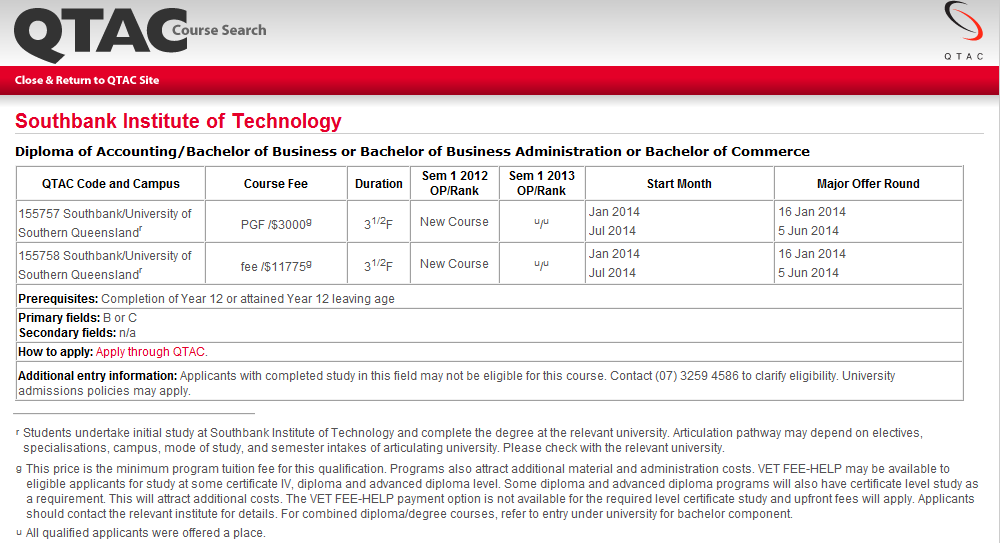 QTAC Course Search
QTAC
Close & Return to QTAC Site
Southbank Institute of Technology
Diploma of Accounting/Bachelor of Business or Bachelor of Business Administration or Bachelor of Commerce
QTAC Code and Campus | Course Fee | Duration | Sem 1 2012 OP/Rank | Sem 1 2013 OP/Rank | Start Month | Major Offer Round
155757 Southbank/University of Southern Queensland^r | PGF /$3000^g | 3^1/2F | New Course | ^u/^u | Jan 2014 Jul 2014 | 16 Jan 2014 5 Jun 2014
155758 Southbank/University of Southern Queensland^r | fee /$11775^g | 3^1/2F | New Course | ^u/^u | Jan 2014 Jul 2014 | 16 Jan 2014 5 Jun 2014
Prerequisites: Completion of Year 12 or attained Year 12 leaving age
Primary fields: B or C
Secondary fields: n/a
How to apply: Apply through QTAC.
Additional entry information: Applicants with completed study in this field may not be eligible for this course. Contact (07) 3259 4586 to clarify eligibility. University
admissions policies may apply.
r Students undertake initial study at Southbank Institute of Technology and complete the degree at the relevant university. Articulation pathway may depend on electives,
specialisations, campus, mode of study, and semester intakes of articulating university. Please check with the relevant university.
g This price is the minimum program tuition fee for this qualification. Programs also attract additional material and administration costs. VET FEE-HELP may be available to
eligible applicants for study at some certificate IV, diploma and advanced diploma level. Some diploma and advanced diploma programs will also have certificate level study as
a requirement. This will attract additional costs. The VET FEE-HELP payment option is not available for the required level certificate study and upfront fees will apply. Applicants
should contact the relevant institute for details. For combined diploma/degree courses, refer to entry under university for bachelor component.
u All qualified applicants were offered a place.